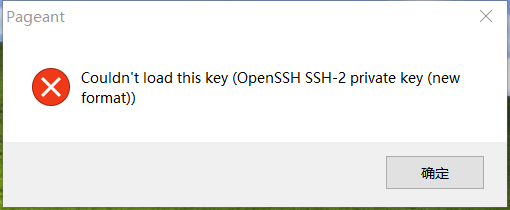 Pageant
Couldn't load this key (OpenSSH SSH-2 private key (new
format))
确定